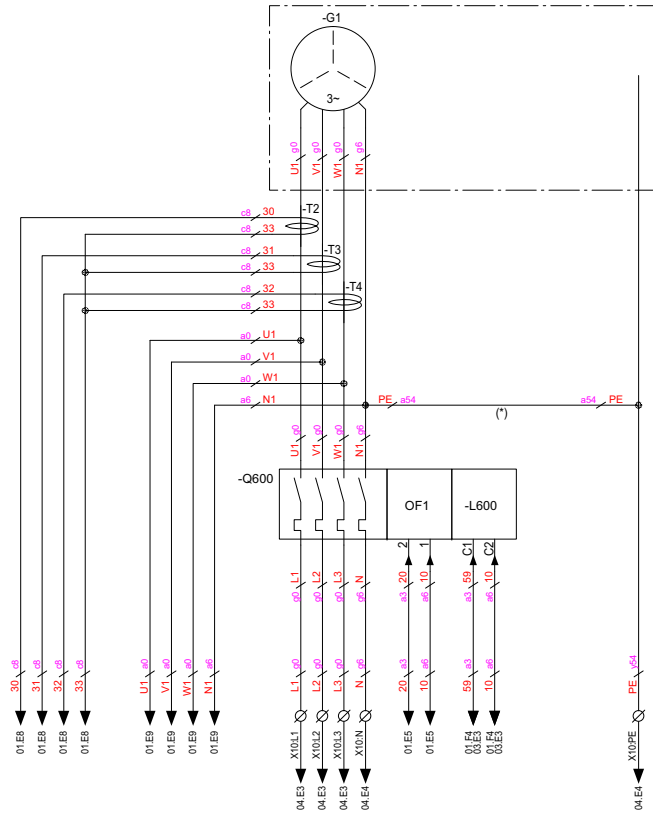 -G1
3~
g0 g0 g0 g6
U1 V1 W1 N1
-T2
c8 30
c8 33
-T3
c8 31
c8 33
-T4
c8 32
c8 33
a0 U1
a0 V1
a0 W1
a6 N1
PE a54
(*)
a54 PE
g0 g0 g0 g6
U1 V1 W1 N1
-Q600
OF1
-L600
2 1 C1 C2
L1 L2 L3 N 20 10 59 10
g0 g0 g0 g6 a3 a6 a3 a6
c8 c8 c8 c8 a0 a0 a0 a6 g0 g0 g0 g6 a3 a6 a3 a6 y54
30 31 32 33 U1 V1 W1 N1 L1 L2 L3 N 20 10 59 10 PE
01.E8 01.E8 01.E8 01.E8 01.E9 01.E9 01.E9 01.E9 X10:L1 X10:L2 X10:L3 X10:N 01.E5 01.E5 01.F4 01.F4 X10:PE
03.E3 03.E3
04.E3 04.E3 04.E3 04.E4 04.E4